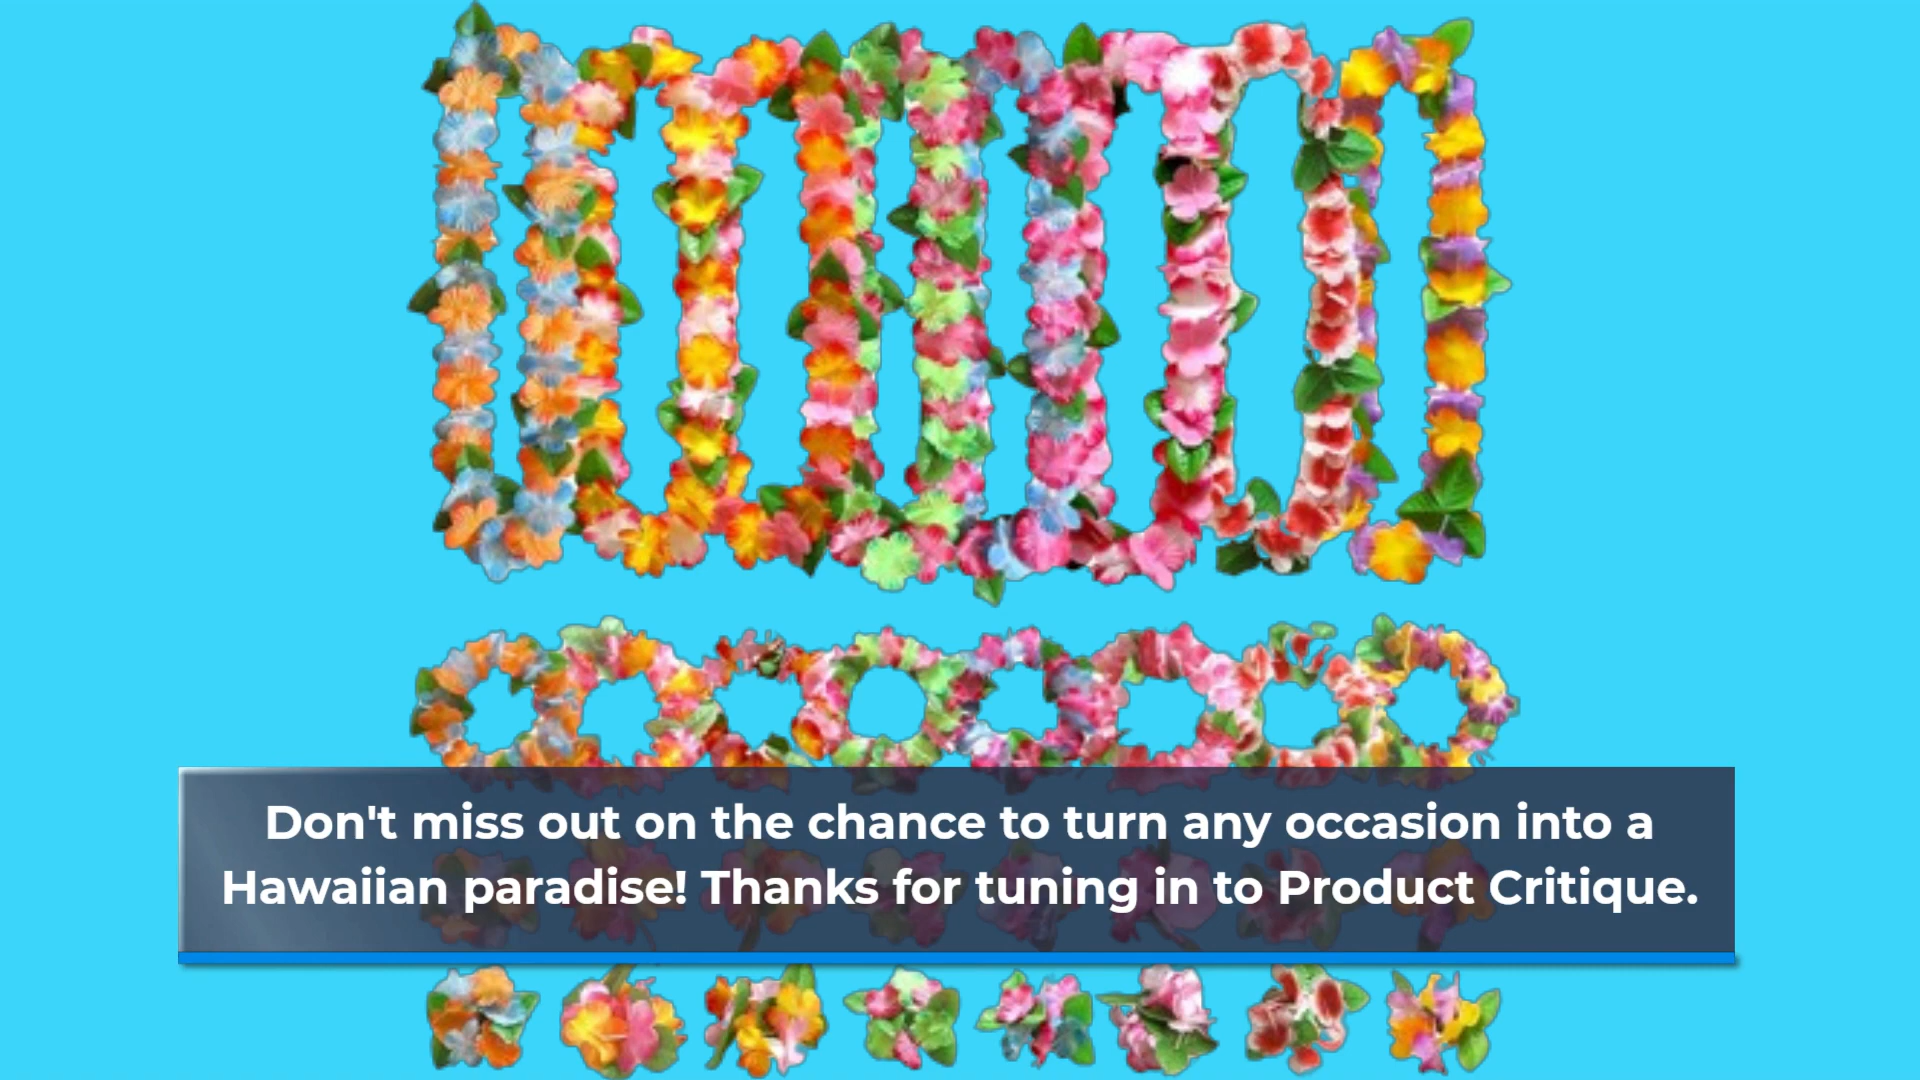 Don't miss out on the chance to turn any occasion into a
Hawaiian paradise! Thanks for tuning in to Product Critique.